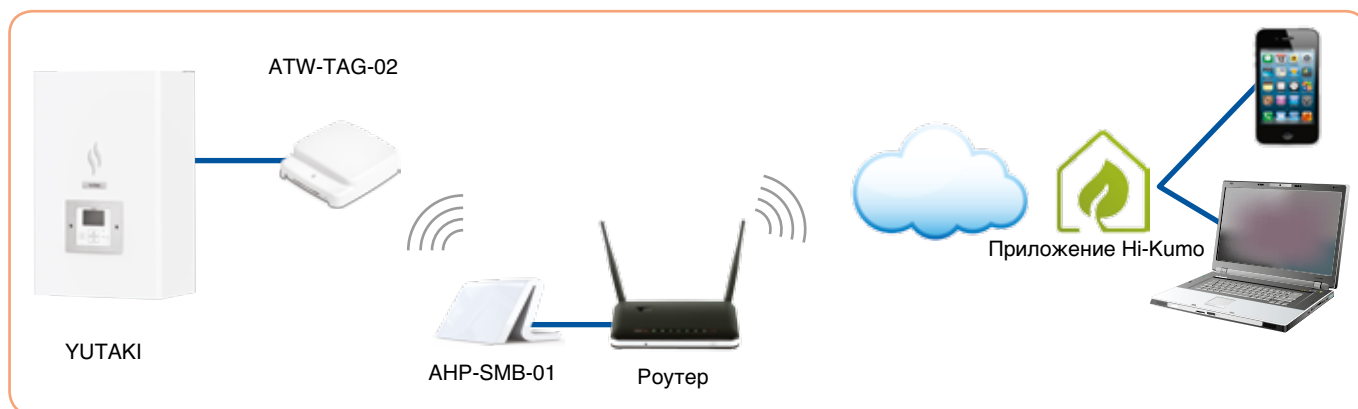 ATW-TAG-02
YUTAKI
AHP-SMB-01
Роутер
Приложение Hi-Kumo